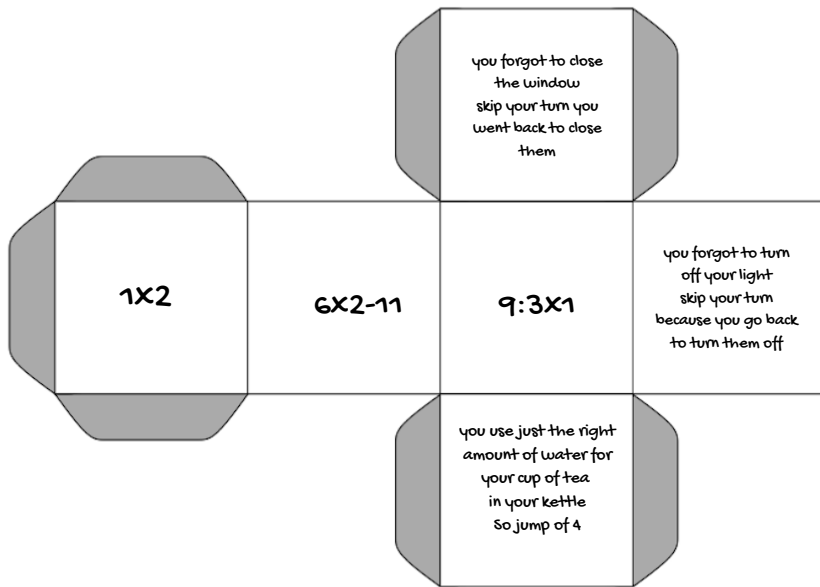 you forgot to close
the window
skip your turn you
went back to close
them
1x2
6x2-11
9:3x1
you forgot to turn
off your light
skip your turn
because you go back
to turn them off
you use just the right
amount of water for
your cup of tea
in your kettle
So jump of 4